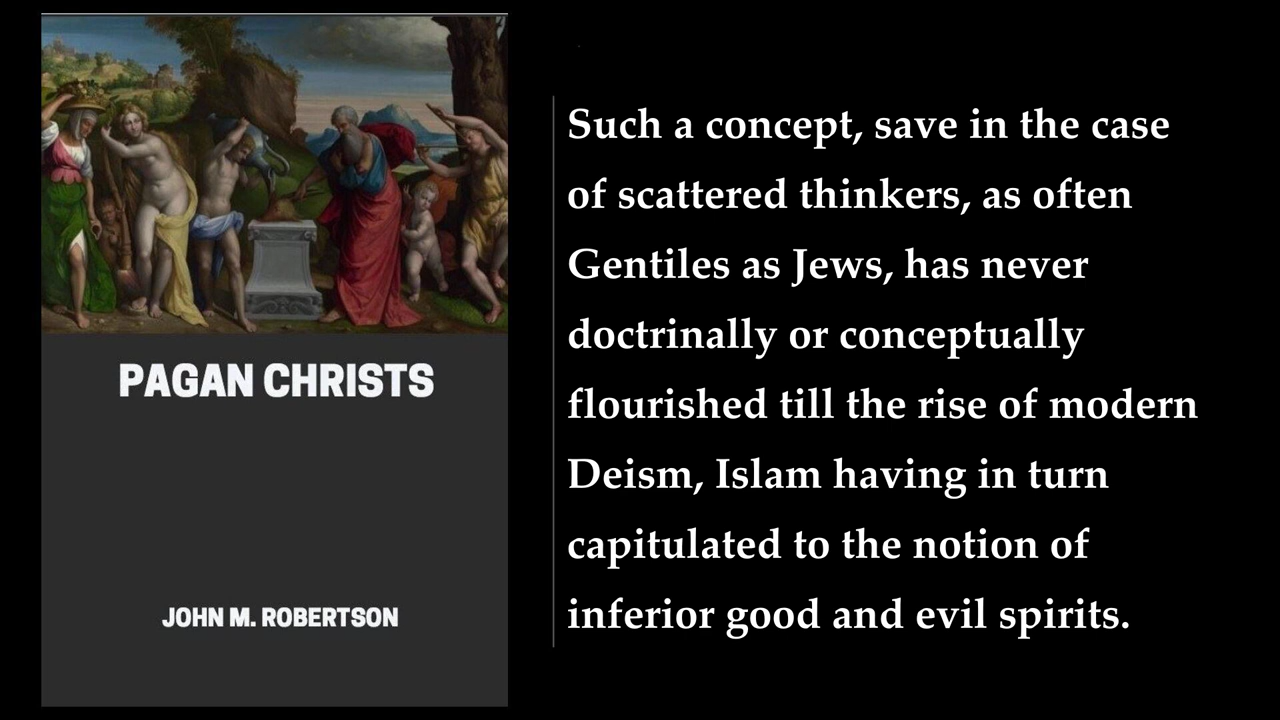 PAGAN CHRISTS
JOHN M. ROBERTSON
Such a concept, save in the case
of scattered thinkers, as often
Gentiles as Jews, has never
doctrinally or conceptually
flourished till the rise of modern
Deism, Islam having in turn
capitulated to the notion of
inferior good and evil spirits.